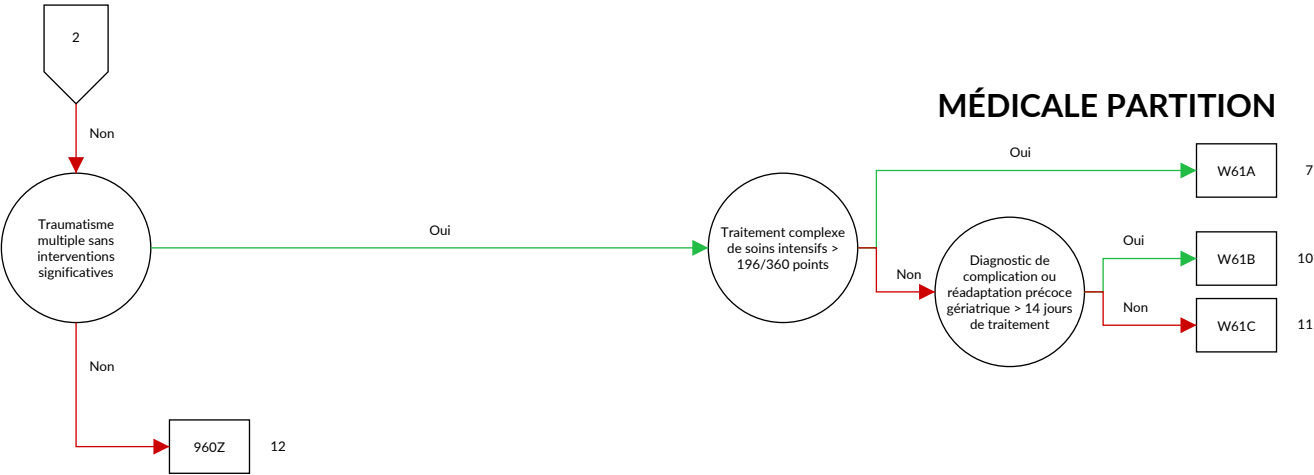 2
Non
MÉDICALE PARTITION
Oui
W61A
7
Traumatisme
multiple sans
interventions
significatives
Oui
Traitement complexe
de soins intensifs >
196/360 points
Non
Diagnostic de
complication ou
réadaptation précoce
gériatrique > 14 jours
de traitement
Oui
W61B
10
Non
W61C
11
Non
960Z
12